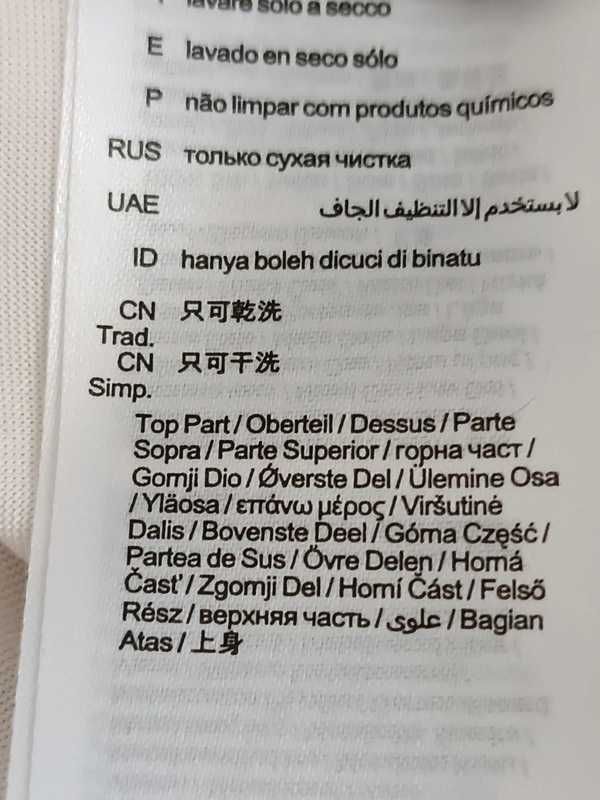 lavare solo a secco
E lavado en seco sólo
P não limpar com produtos químicos
RUS только сухая чистка
UAE لا يستخدم إلا التنظيف الجاف
ID hanya boleh dicuci di binatu
CN 只可乾洗
Trad.
CN 只可干洗
Simp.
Top Part / Oberteil / Dessus / Parte
Sopra / Parte Superior / горна част /
Gornji Dio / Øverste Del / Ülemine Osa
/ Yläosa / επάνω μέρος / Viršutinė
Dalis / Bovenste Deel / Górna Część /
Partea de Sus / Övre Delen / Horná
Časť / Zgornji Del / Horní Část / Felső
Rész / верхняя часть / علوي / Bagian
Atas / 上身